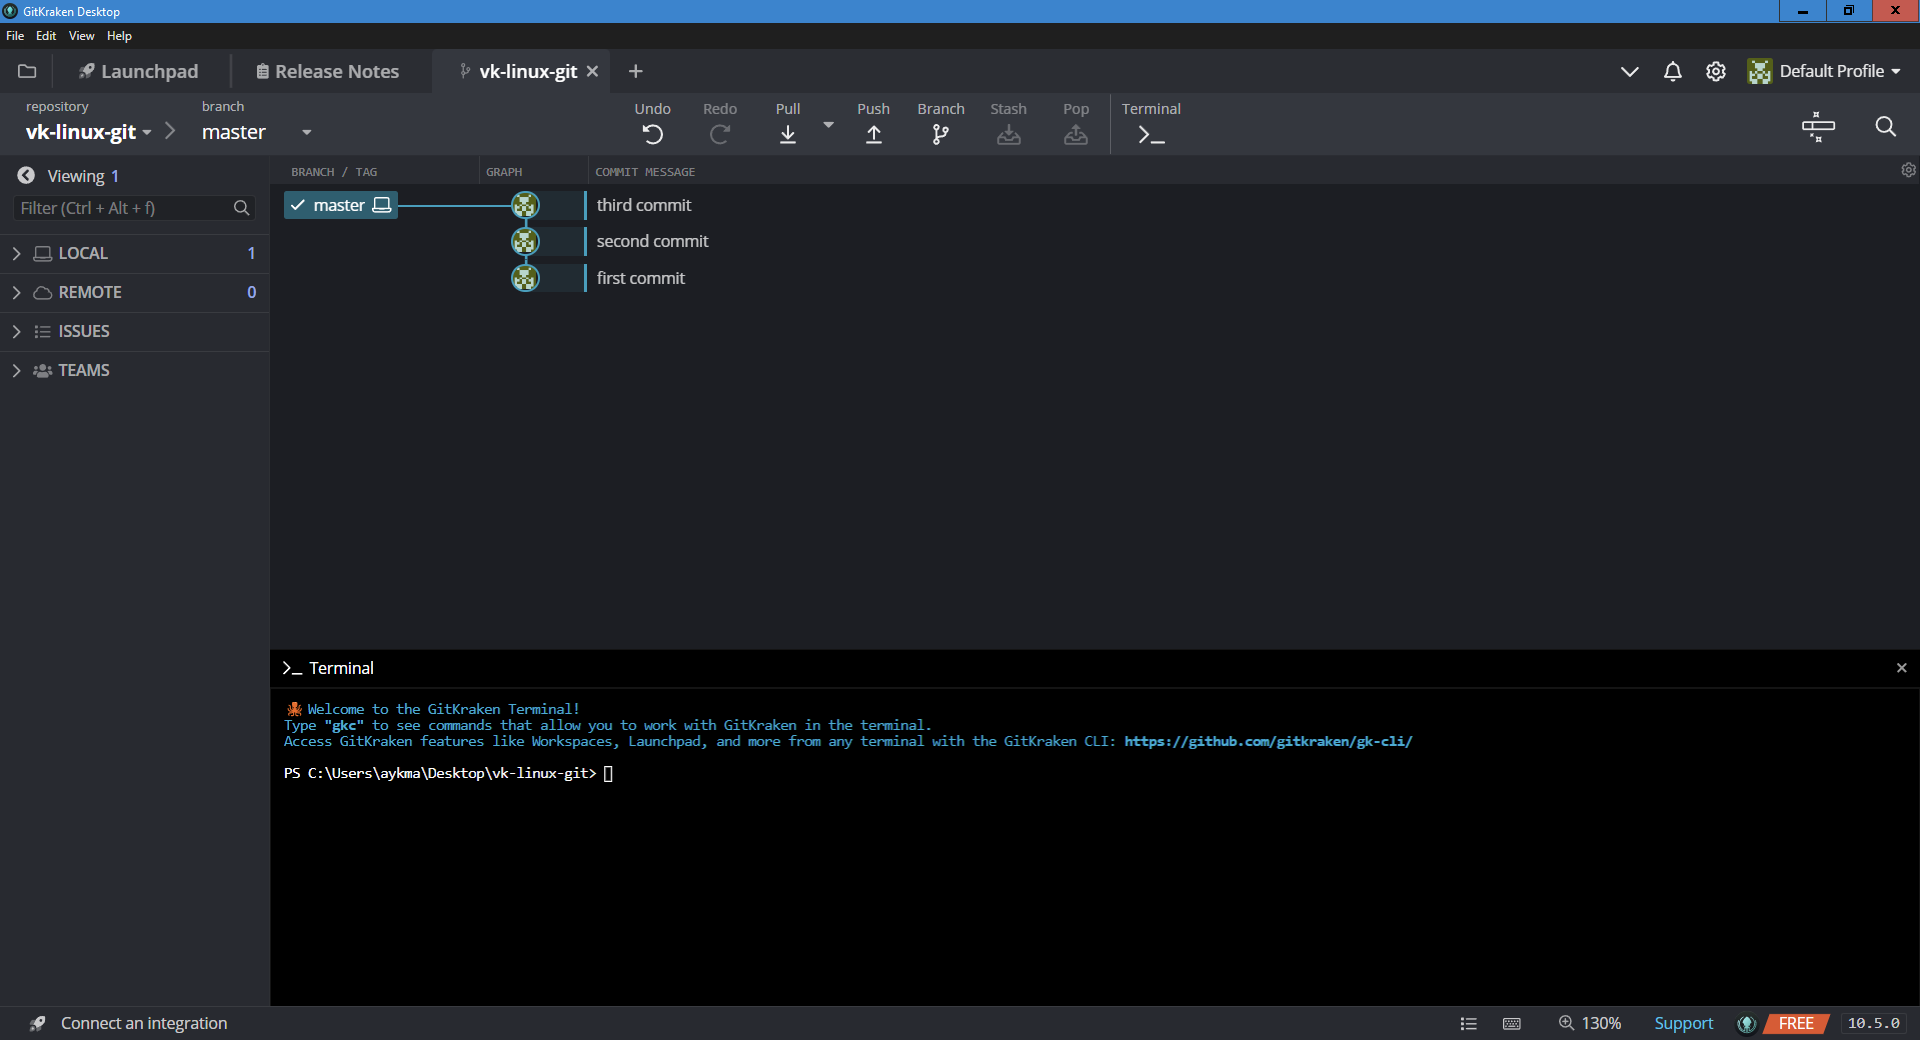 GitKraken Desktop
File Edit View Help
Launchpad Release Notes vk-linux-git Default Profile
repository branch Undo Redo Pull Push Branch Stash Pop Terminal
vk-linux-git master
Viewing 1 BRANCH / TAG GRAPH COMMIT MESSAGE
Filter (Ctrl + Alt + f) master third commit
second commit
LOCAL 1
first commit
REMOTE 0
ISSUES
TEAMS
>_ Terminal
Welcome to the GitKraken Terminal!
Type "gkc" to see commands that allow you to work with GitKraken in the terminal.
Access GitKraken features like Workspaces, Launchpad, and more from any terminal with the GitKraken CLI: https://github.com/gitkraken/gk-cli/
PS C:\Users\aykma\Desktop\vk-linux-git>
Connect an integration 130% Support FREE 10.5.0